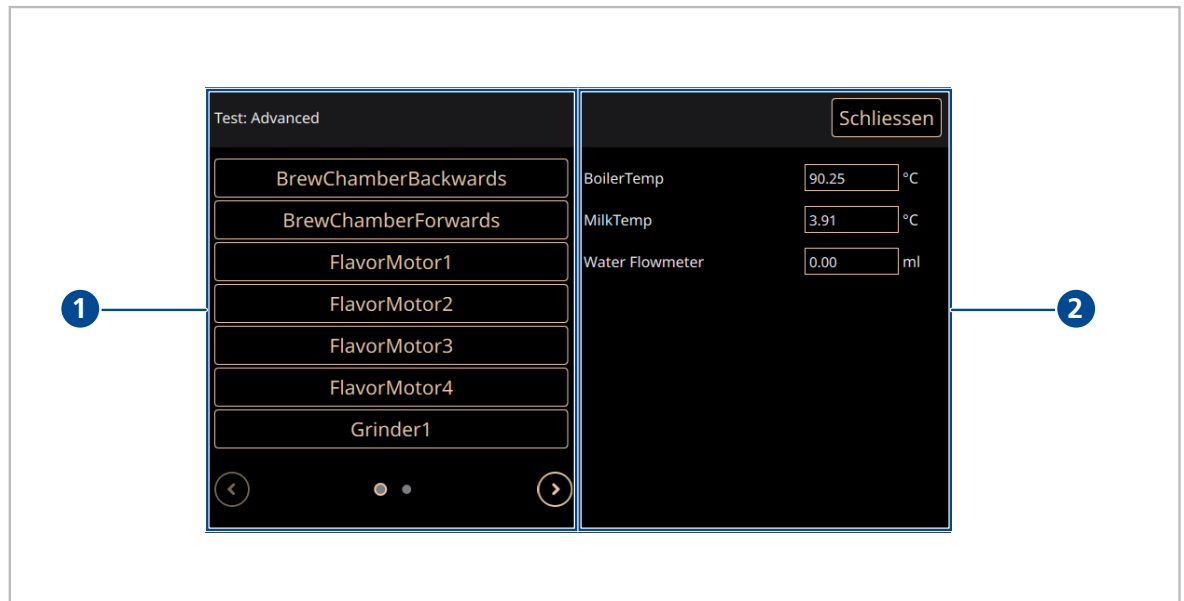 Test: Advanced
Schliessen
BrewChamberBackwards
BrewChamberForwards
FlavorMotor1
FlavorMotor2
FlavorMotor3
FlavorMotor4
Grinder1
BoilerTemp 90.25 °C
MilkTemp 3.91 °C
Water Flowmeter 0.00 ml
1
2